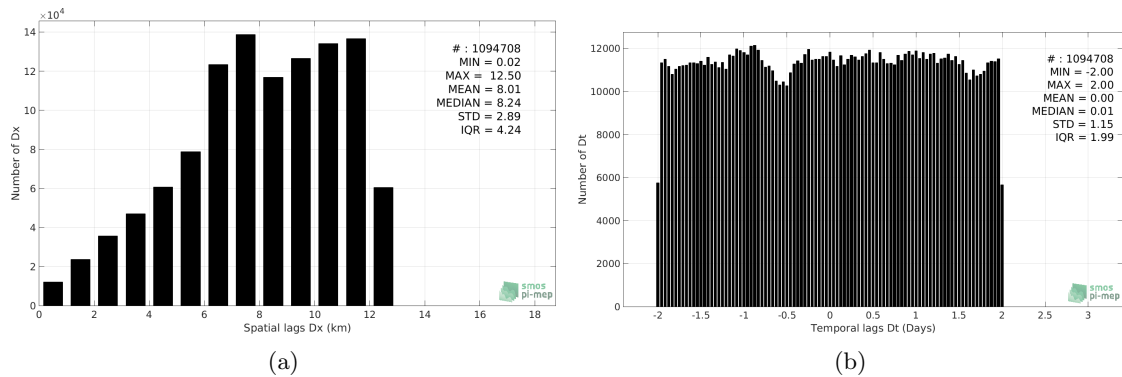 ×10⁴
14
12
10
8
6
4
2
0
Number of Dx
# : 1094708
MIN = 0.02
MAX = 12.50
MEAN = 8.01
MEDIAN = 8.24
STD = 2.89
IQR = 4.24
smos
pi-mep
0 2 4 6 8 10 12 14 16 18
Spatial lags Dx (km)
(a)
12000
10000
8000
6000
4000
2000
0
Number of Dt
# : 1094708
MIN = -2.00
MAX = 2.00
MEAN = 0.00
MEDIAN = 0.01
STD = 1.15
IQR = 1.99
smos
pi-mep
-2 -1.5 -1 -0.5 0 0.5 1 1.5 2 2.5 3
Temporal lags Dt (Days)
(b)